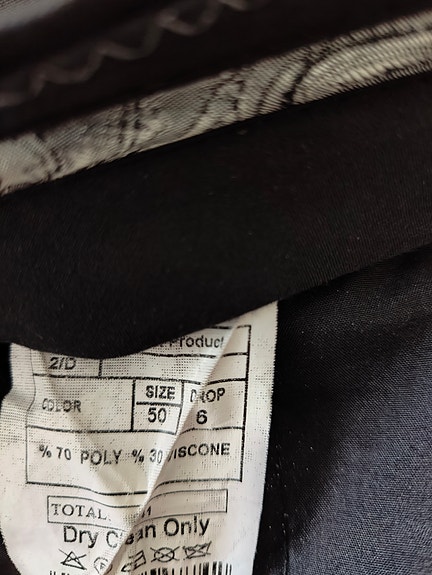 Product
2/D
COLOR SIZE DROP
50 6
% 70 POLY % 30 VISCONE
TOTAL
Dry Clean Only